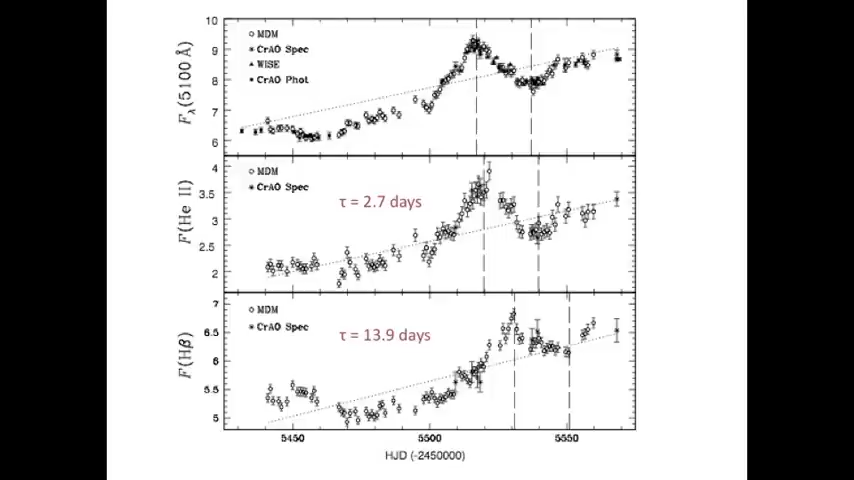 10
9
8
7
6
Fλ(5100 Å)
MDM
CrAO Spec
WISE
CrAO Phot
4
3.5
3
2.5
2
F(He II)
MDM
CrAO Spec
τ = 2.7 days
7
6.5
6
5.5
5
F(Hβ)
MDM
CrAO Spec
τ = 13.9 days
5450
5500
5550
HJD (-2450000)